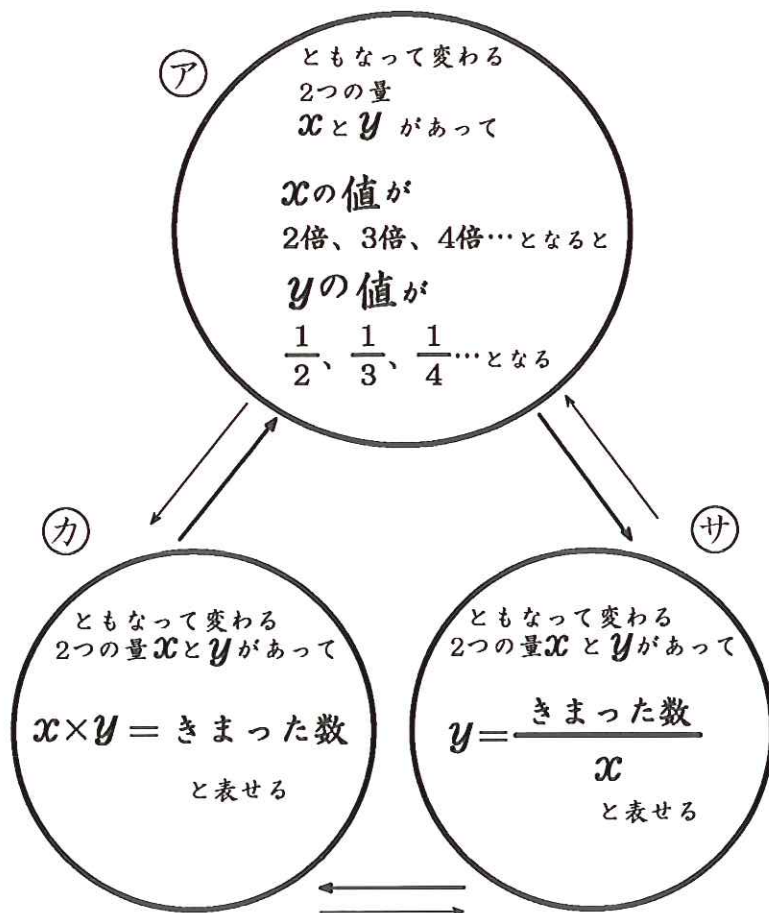 ㋐
ともなって変わる
2つの量
xとy があって
xの値が
2倍、3倍、4倍…となると
yの値が
1/2、1/3、1/4…となる
㋕
ともなって変わる
2つの量xとyがあって
x×y=きまった数
と表せる
㋚
ともなって変わる
2つの量xとyがあって
y=きまった数/x
と表せる